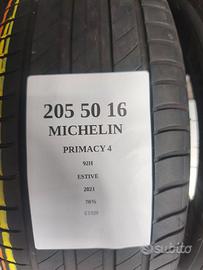 205 50 16
MICHELIN
PRIMACY 4
92H
ESTIVE
2021
70%
subito